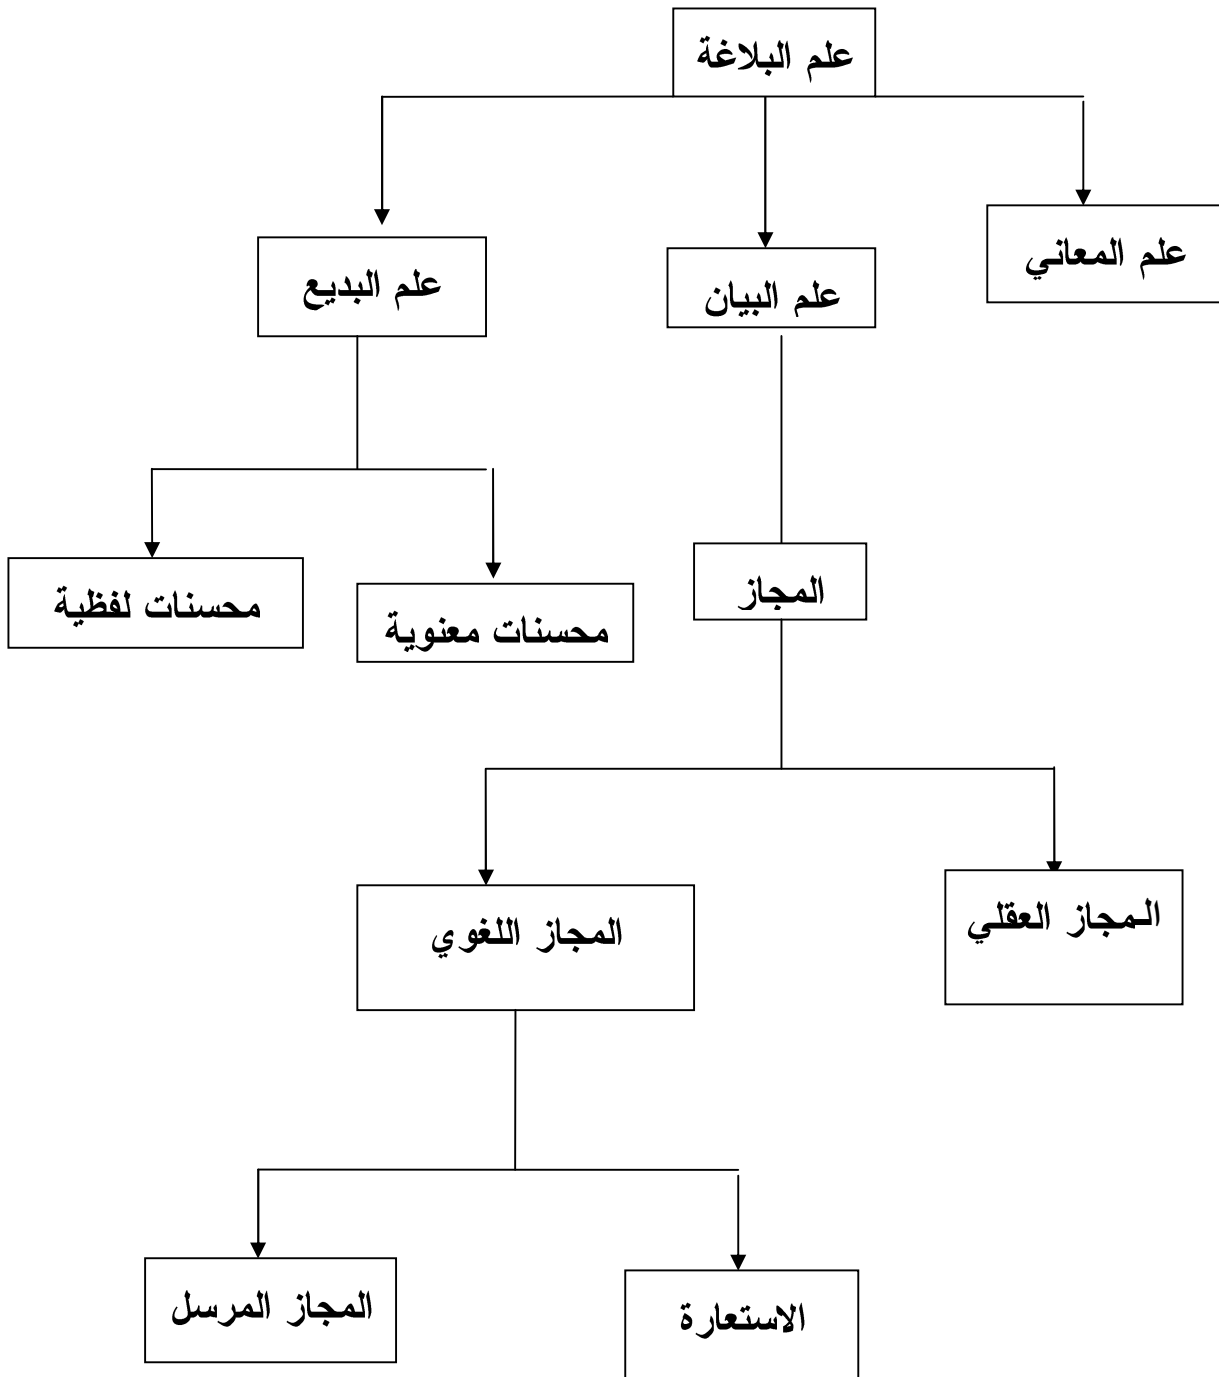 علم البلاغة
علم المعاني
علم البيان
علم البديع
المجاز
محسنات معنوية
محسنات لفظية
المجاز العقلي
المجاز اللغوي
الاستعارة
المجاز المرسل